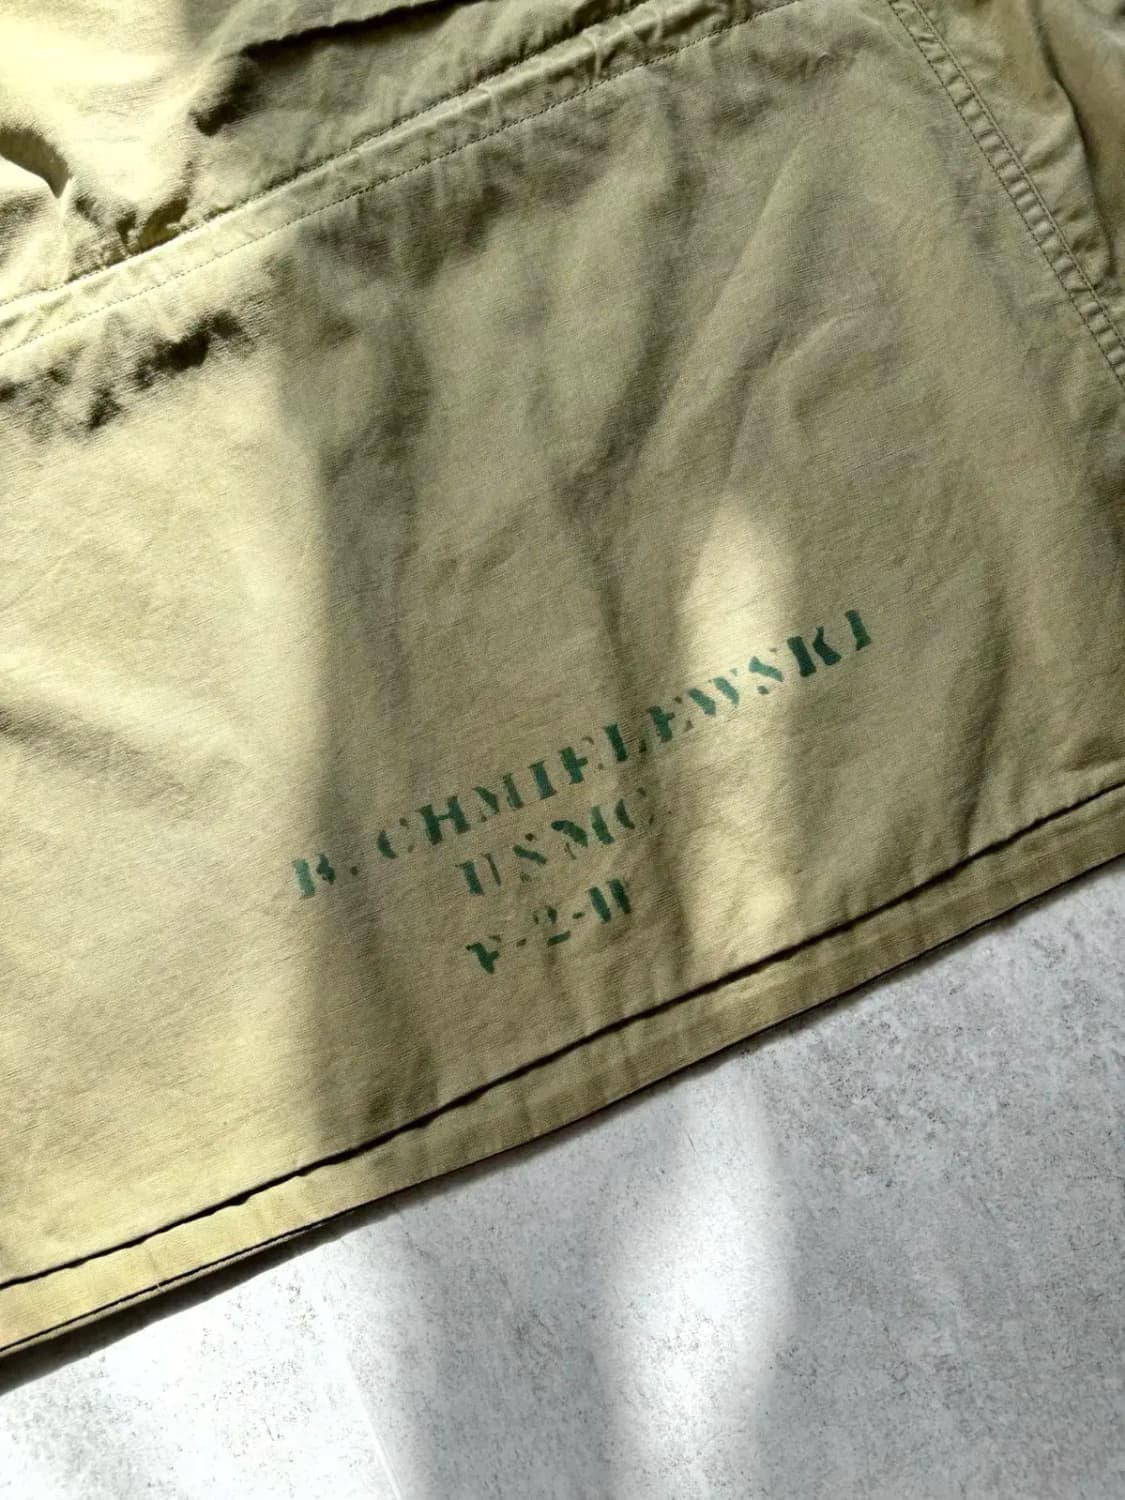 R. CHMIELEWSKI
USMC
F-2-11